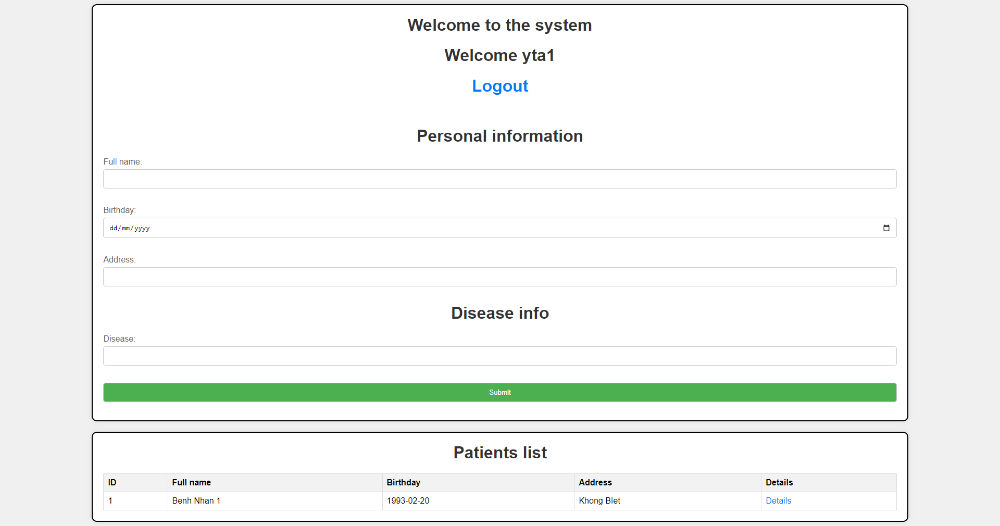 Welcome to the system
Welcome yta1
Logout
Personal information
Full name:
Birthday:
dd/mm/yyyy
Address:
Disease info
Disease:
Submit
Patients list
ID Full name Birthday Address Details
1 Benh Nhan 1 1993-02-20 Khong BIet Details